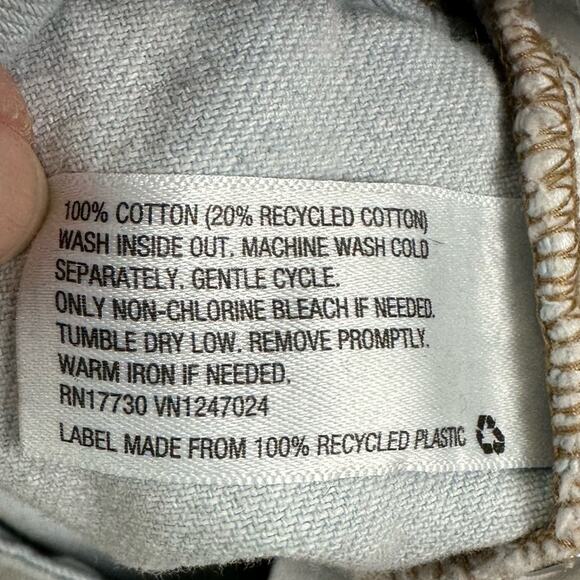 100% COTTON (20% RECYCLED COTTON)
WASH INSIDE OUT. MACHINE WASH COLD
SEPARATELY. GENTLE CYCLE.
ONLY NON-CHLORINE BLEACH IF NEEDED.
TUMBLE DRY LOW. REMOVE PROMPTLY.
WARM IRON IF NEEDED.
RN17730 VN1247024
LABEL MADE FROM 100% RECYCLED PLASTIC